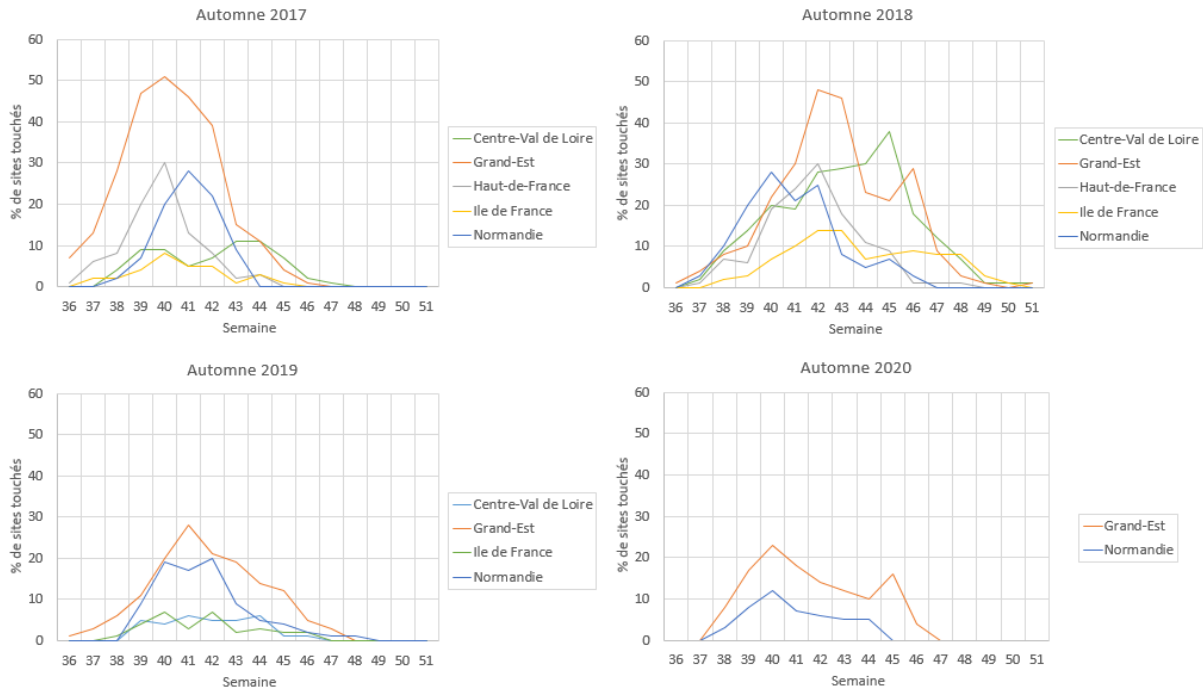 Automne 2017
% de sites touchés
60
50
40
30
20
10
0
36 37 38 39 40 41 42 43 44 45 46 47 48 49 50 51
Semaine
Centre-Val de Loire
Grand-Est
Haut-de-France
Ile de France
Normandie
Automne 2018
% de sites touchés
60
50
40
30
20
10
0
36 37 38 39 40 41 42 43 44 45 46 47 48 49 50 51
Semaine
Centre-Val de Loire
Grand-Est
Haut-de-France
Ile de France
Normandie
Automne 2019
% de sites touchés
60
50
40
30
20
10
0
36 37 38 39 40 41 42 43 44 45 46 47 48 49 50 51
Semaine
Centre-Val de Loire
Grand-Est
Ile de France
Normandie
Automne 2020
% de sites touchés
60
50
40
30
20
10
0
36 37 38 39 40 41 42 43 44 45 46 47 48 49 50 51
Semaine
Grand-Est
Normandie